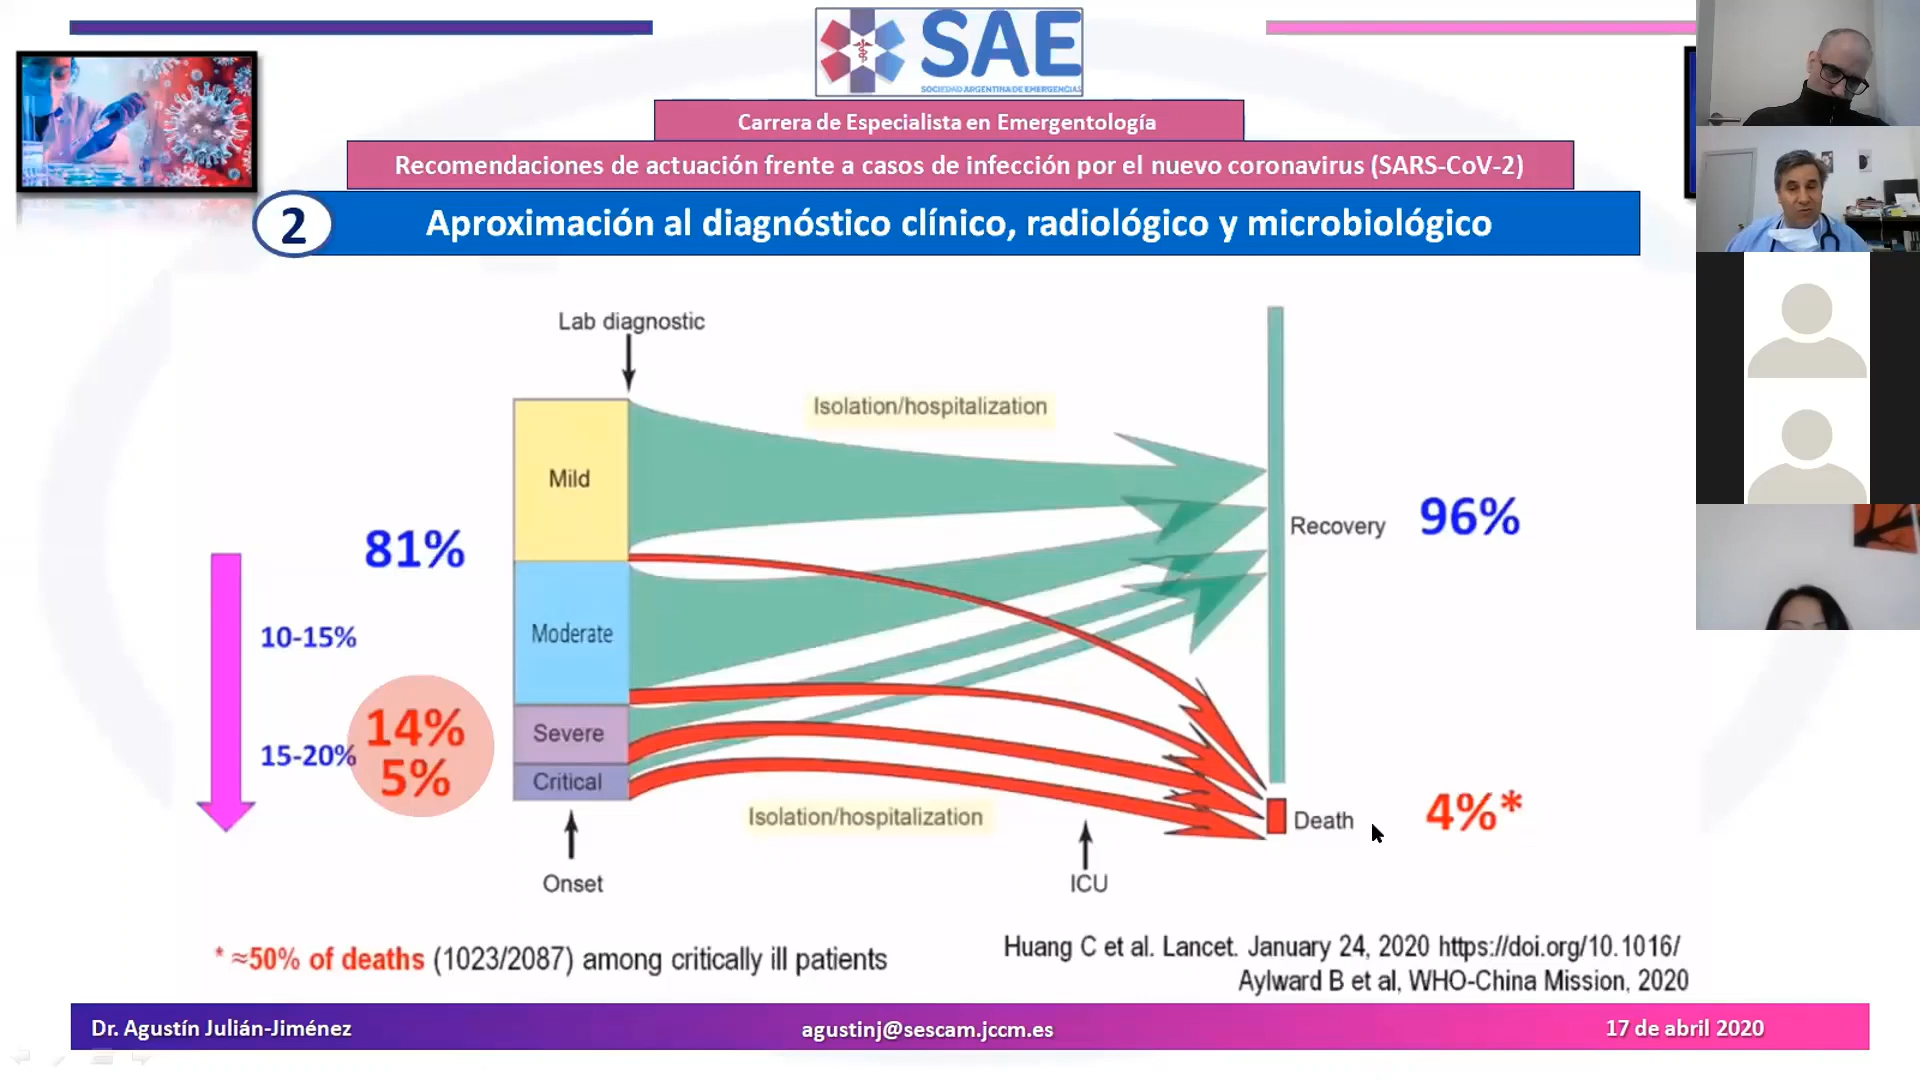 SAE
SOCIEDAD ARGENTINA DE EMERGENCIAS
Carrera de Especialista en Emergentología
Recomendaciones de actuación frente a casos de infección por el nuevo coronavirus (SARS-CoV-2)
2
Aproximación al diagnóstico clínico, radiológico y microbiológico
Lab diagnostic
Isolation/hospitalization
Mild
81%
Recovery
96%
10-15%
Moderate
14%
Severe
15-20%
5%
Critical
Isolation/hospitalization
Death
4%*
Onset
ICU
* ≈50% of deaths (1023/2087) among critically ill patients
Huang C et al. Lancet. January 24, 2020 https://doi.org/10.1016/
Aylward B et al, WHO-China Mission, 2020
Dr. Agustín Julián-Jiménez
agustinj@sescam.jccm.es
17 de abril 2020